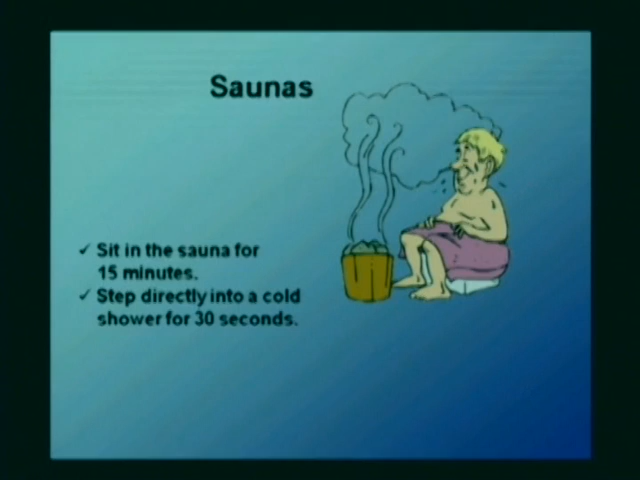 Saunas
✓ Sit in the sauna for
15 minutes.
✓ Step directly into a cold
shower for 30 seconds.